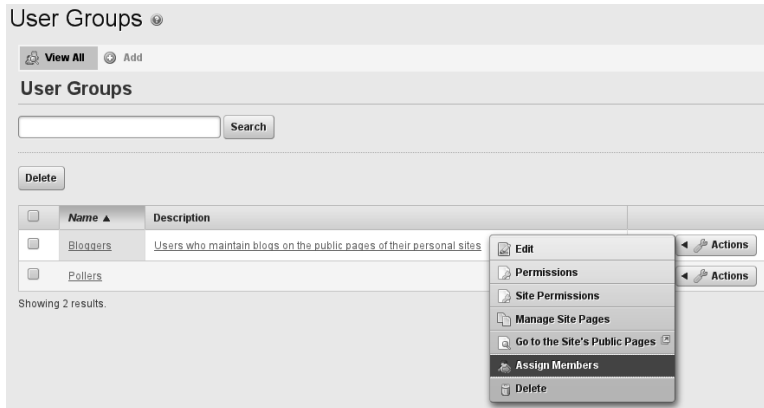 User Groups
View All Add
User Groups
Search
Delete
Name ▲ Description
Bloggers Users who maintain blogs on the public pages of their personal sites Actions
Pollers Actions
Showing 2 results.
Edit
Permissions
Site Permissions
Manage Site Pages
Go to the Site's Public Pages
Assign Members
Delete